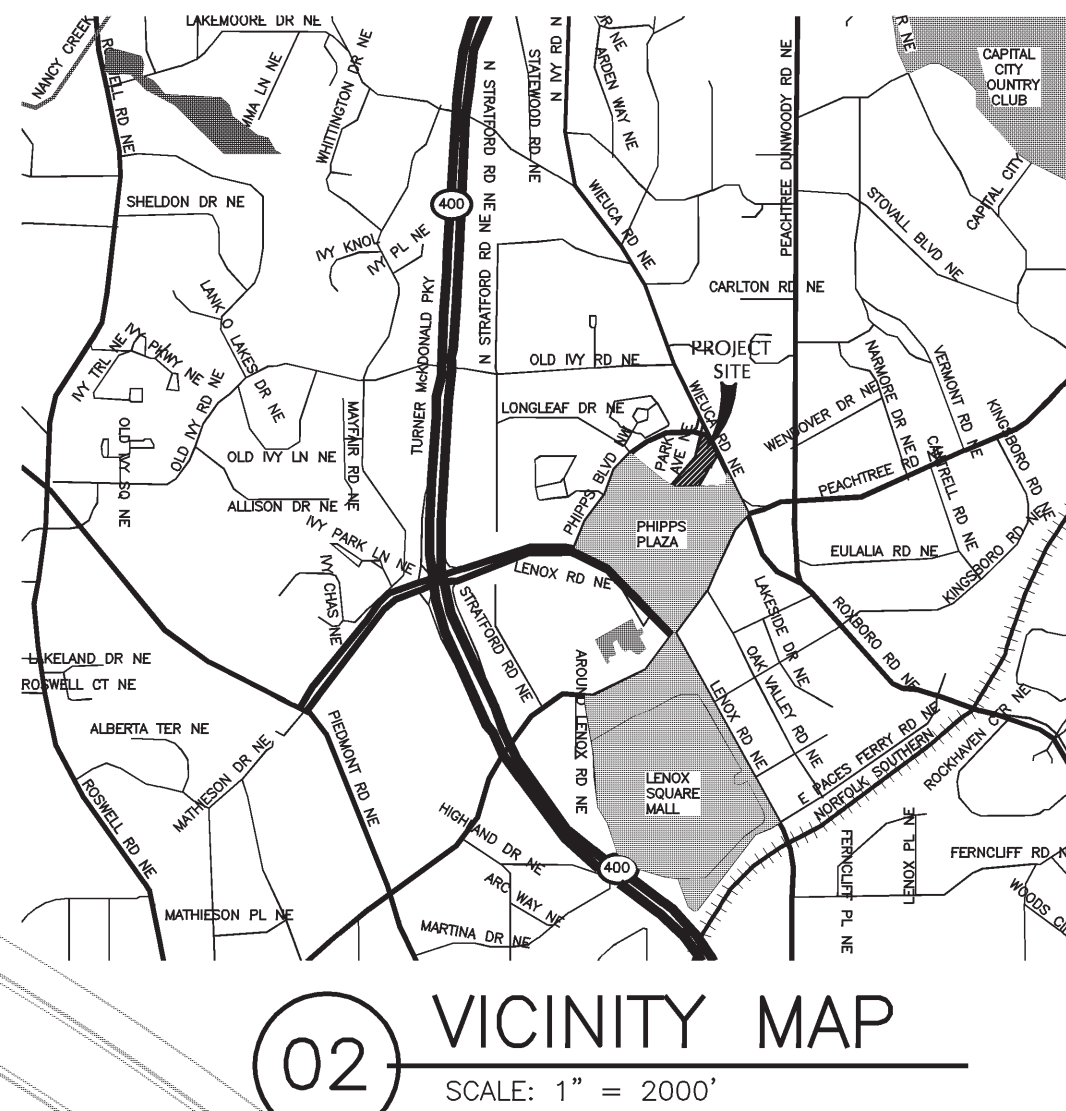 LAKEMOORE DR NE
NANCY CREEK
WHITTINGTON DR NE
N STRATFORD RD NE
STATEWOOD RD NE
N IVY RD N
ARDEN WAY NE
PEACHTREE DUNWOODY RD NE
CAPITAL
CITY
OUNTRY
CLUB
SHELDON DR NE
400
WIEUCA RD NE
STOVALL BLVD NE
CAPITAL CITY
IVY KNOL
IVY PL NE
N STRATFORD RD NE
TURNER McKDONALD PKY
CARLTON RD NE
LANK O LAKES DR NE
IVY TRL NE
IVY PKWY NE
OLD IVY RD NE
OLD IVY RD NE
PROJECT
SITE
WIEUCA RD NE
NARMORE DR NE
VERMONT RD NE
WENDOVER DR NE
KINGSBORO RD NE
LONGLEAF DR NE
PARK
AVE NE
MAYFAIR RD NE
OLD IVY SQ NE
OLD IVY LN NE
PHIPPS BLVD NW
PEACHTREE RD
CANTRELL RD NE
ALLISON DR NE
IVY PARK LN NE
PHIPPS
PLAZA
EULALIA RD NE
KINGSBORO RD NE
LENOX RD NE
IVY CHAS NE
STRATFORD RD NE
LAKESIDE DR NE
ROXBORO RD NE
LAKELAND DR NE
ROSWELL CT NE
AROUND LENOX RD NE
OAK VALLEY RD NE
LENOX RD NE
ALBERTA TER NE
MATHIESON DR NE
PIEDMONT RD NE
E PACES FERRY RD NE
NORFOLK SOUTHERN
ROCKHAVEN CIR NE
LENOX
SQUARE
MALL
ROSWELL RD NE
HIGHLAND DR NE
400
FERNCLIFF PL NE
LENOX PL NE
FERNCLIFF RD N
ARC WAY NE
WOODS CI
MATHIESON PL NE
MARTINA DR NE
02
VICINITY MAP
SCALE: 1" = 2000'